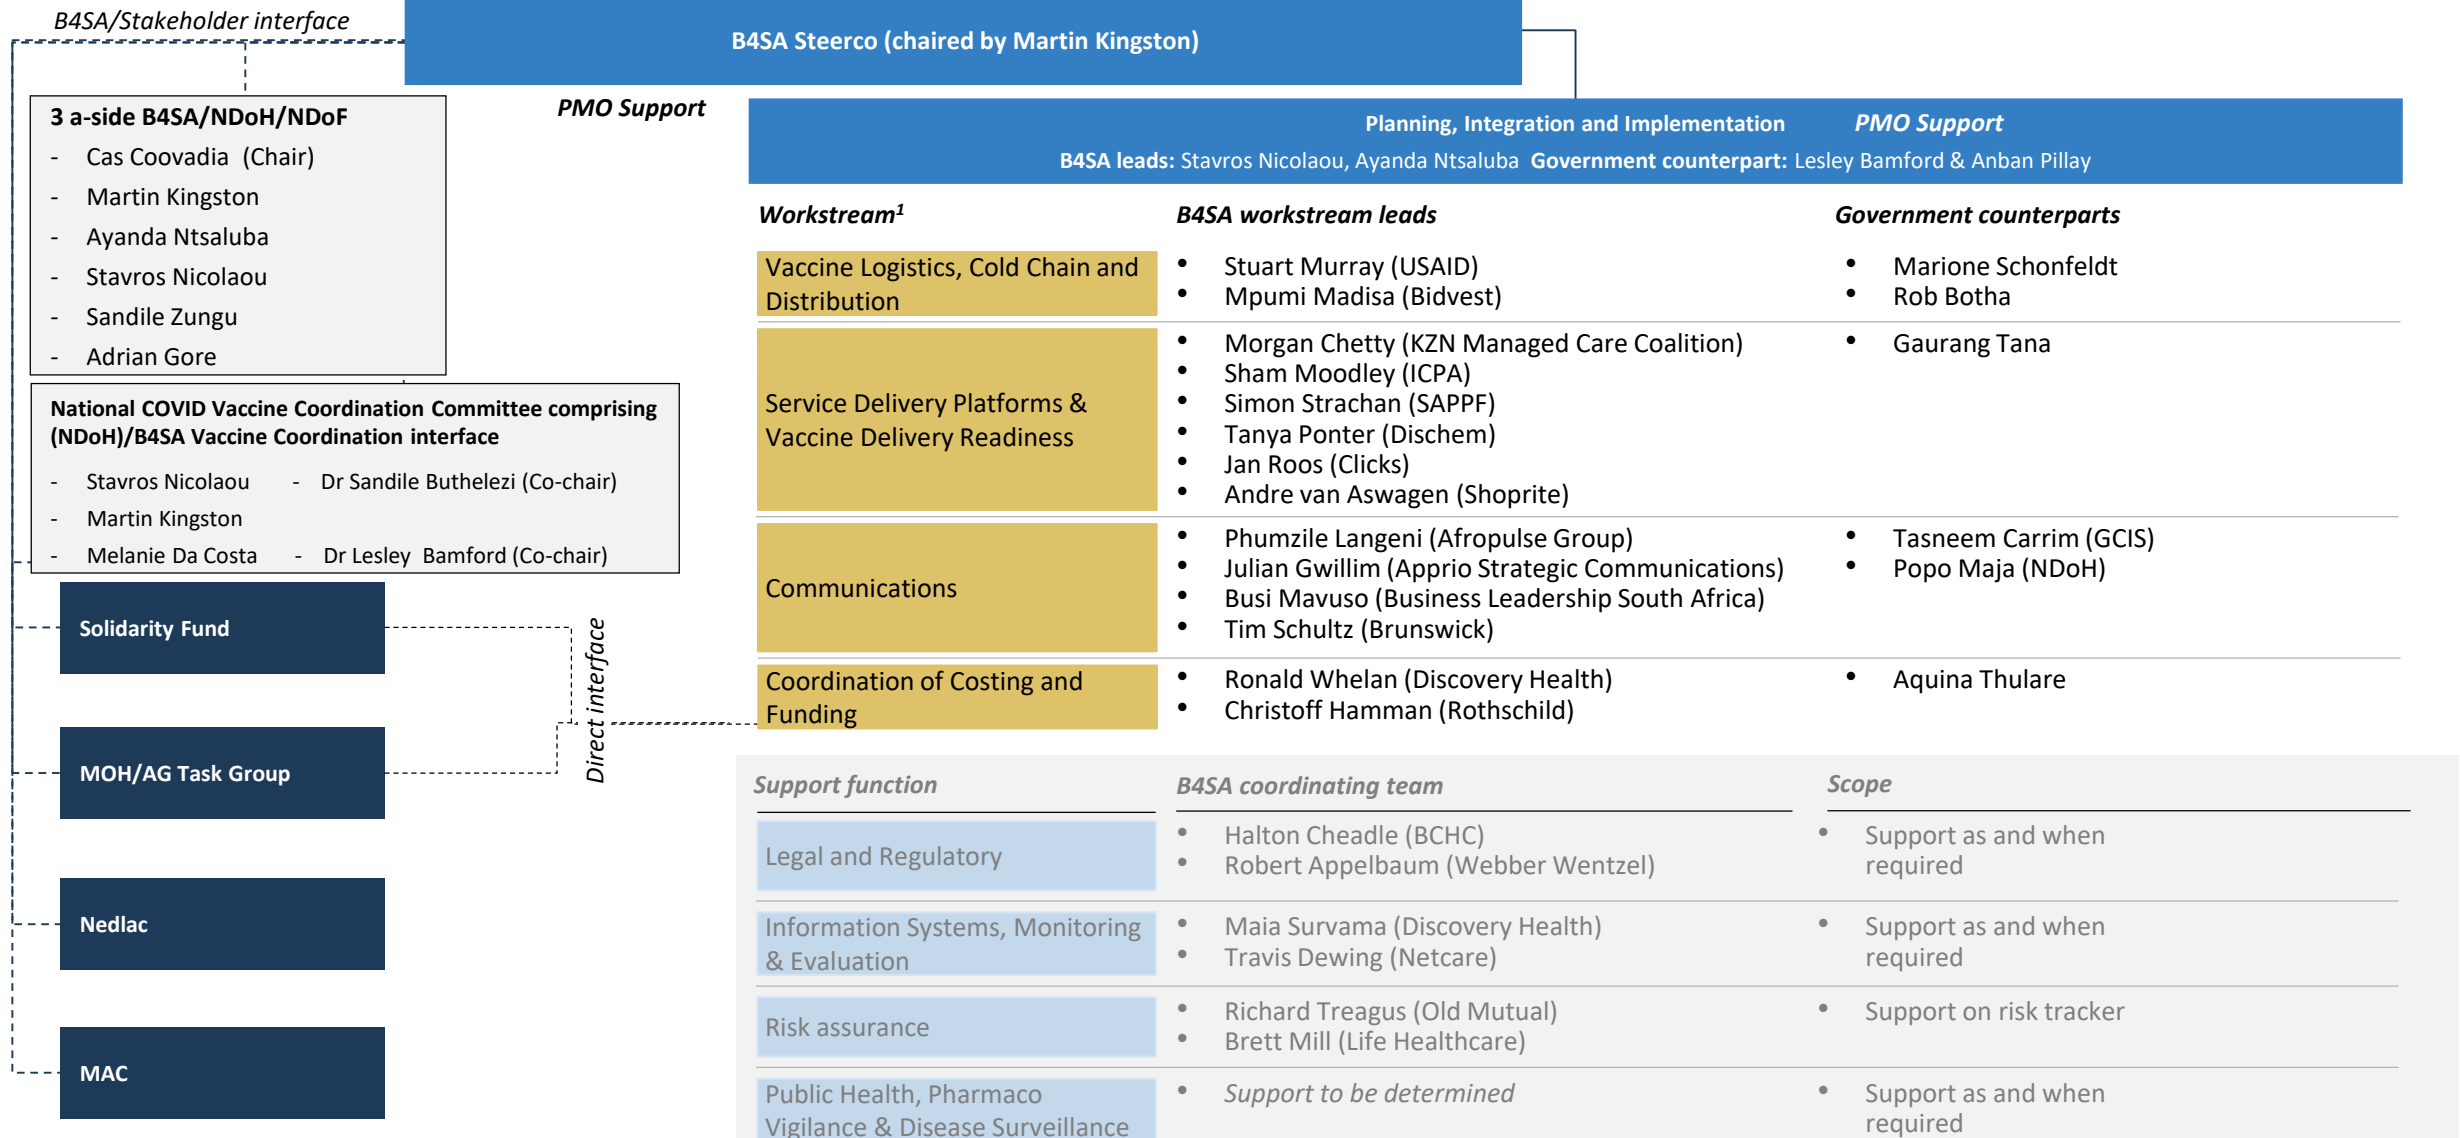 B4SA/Stakeholder interface
B4SA Steerco (chaired by Martin Kingston)
3 a-side B4SA/NDoH/NDoF
- Cas Coovadia (Chair)
- Martin Kingston
- Ayanda Ntsaluba
- Stavros Nicolaou
- Sandile Zungu
- Adrian Gore
National COVID Vaccine Coordination Committee comprising
(NDoH)/B4SA Vaccine Coordination interface
- Stavros Nicolaou - Dr Sandile Buthelezi (Co-chair)
- Martin Kingston
- Melanie Da Costa - Dr Lesley Bamford (Co-chair)
Solidarity Fund
MOH/AG Task Group
Nedlac
MAC
Direct interface
PMO Support
Planning, Integration and Implementation PMO Support
B4SA leads: Stavros Nicolaou, Ayanda Ntsaluba Government counterpart: Lesley Bamford & Anban Pillay
Workstream1 B4SA workstream leads Government counterparts
Vaccine Logistics, Cold Chain and
Distribution
• Stuart Murray (USAID)
• Mpumi Madisa (Bidvest)
• Marione Schonfeldt
• Rob Botha
Service Delivery Platforms &
Vaccine Delivery Readiness
• Morgan Chetty (KZN Managed Care Coalition)
• Sham Moodley (ICPA)
• Simon Strachan (SAPPF)
• Tanya Ponter (Dischem)
• Jan Roos (Clicks)
• Andre van Aswagen (Shoprite)
• Gaurang Tana
Communications
• Phumzile Langeni (Afropulse Group)
• Julian Gwillim (Apprio Strategic Communications)
• Busi Mavuso (Business Leadership South Africa)
• Tim Schultz (Brunswick)
• Tasneem Carrim (GCIS)
• Popo Maja (NDoH)
Coordination of Costing and
Funding
• Ronald Whelan (Discovery Health)
• Christoff Hamman (Rothschild)
• Aquina Thulare
Support function B4SA coordinating team Scope
Legal and Regulatory
• Halton Cheadle (BCHC)
• Robert Appelbaum (Webber Wentzel)
• Support as and when
required
Information Systems, Monitoring
& Evaluation
• Maia Survama (Discovery Health)
• Travis Dewing (Netcare)
• Support as and when
required
Risk assurance
• Richard Treagus (Old Mutual)
• Brett Mill (Life Healthcare)
• Support on risk tracker
Public Health, Pharmaco
Vigilance & Disease Surveillance
• Support to be determined
• Support as and when
required